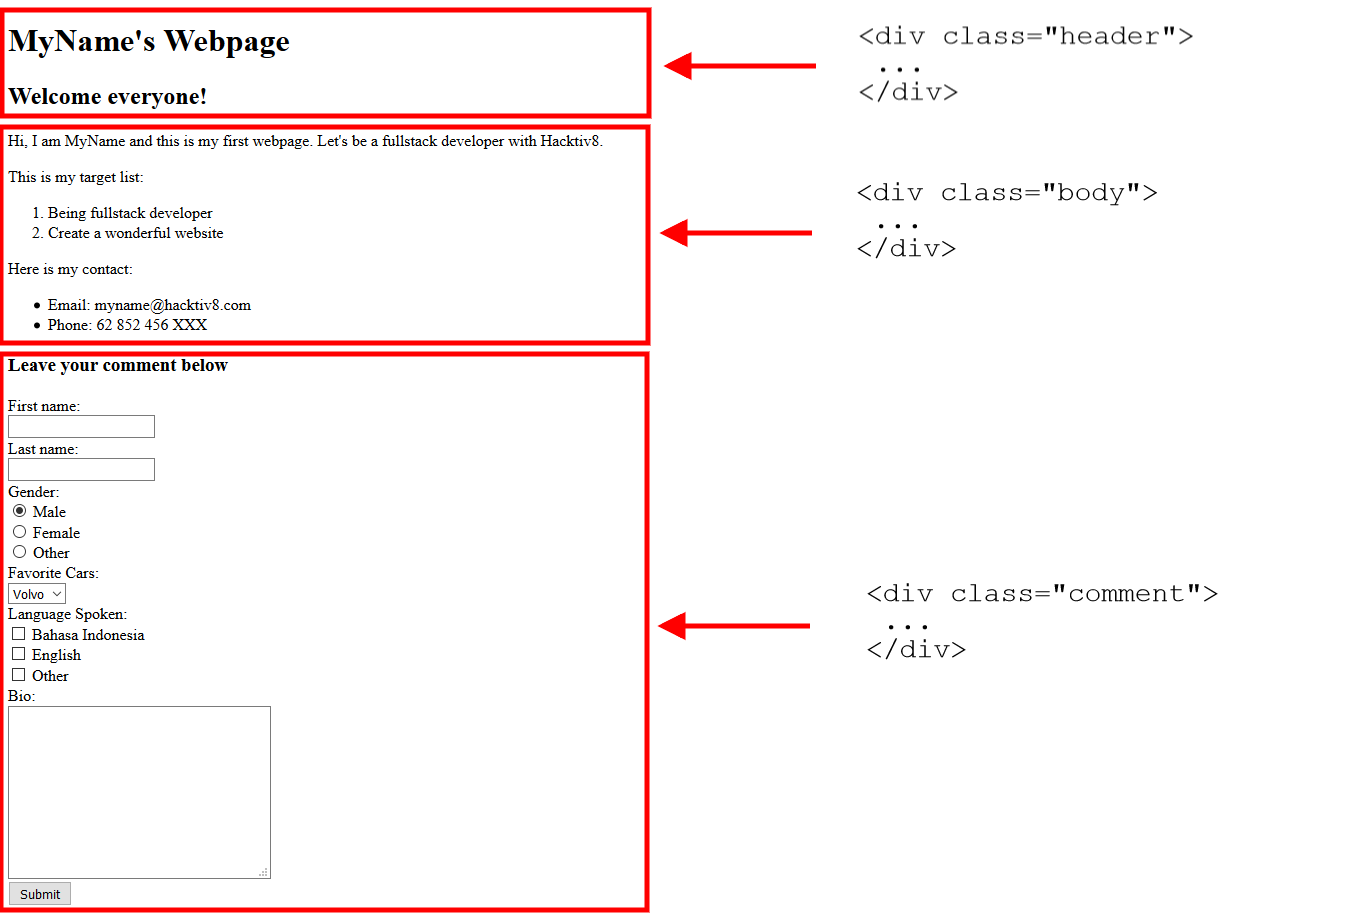 MyName's Webpage
Welcome everyone!
<div class="header">
...
</div>
Hi, I am MyName and this is my first webpage. Let's be a fullstack developer with Hacktiv8.
This is my target list:
1. Being fullstack developer
2. Create a wonderful website
Here is my contact:
• Email: myname@hacktiv8.com
• Phone: 62 852 456 XXX
<div class="body">
...
</div>
Leave your comment below
First name:
Last name:
Gender:
Male
Female
Other
Favorite Cars:
Volvo
Language Spoken:
Bahasa Indonesia
English
Other
Bio:
Submit
<div class="comment">
...
</div>